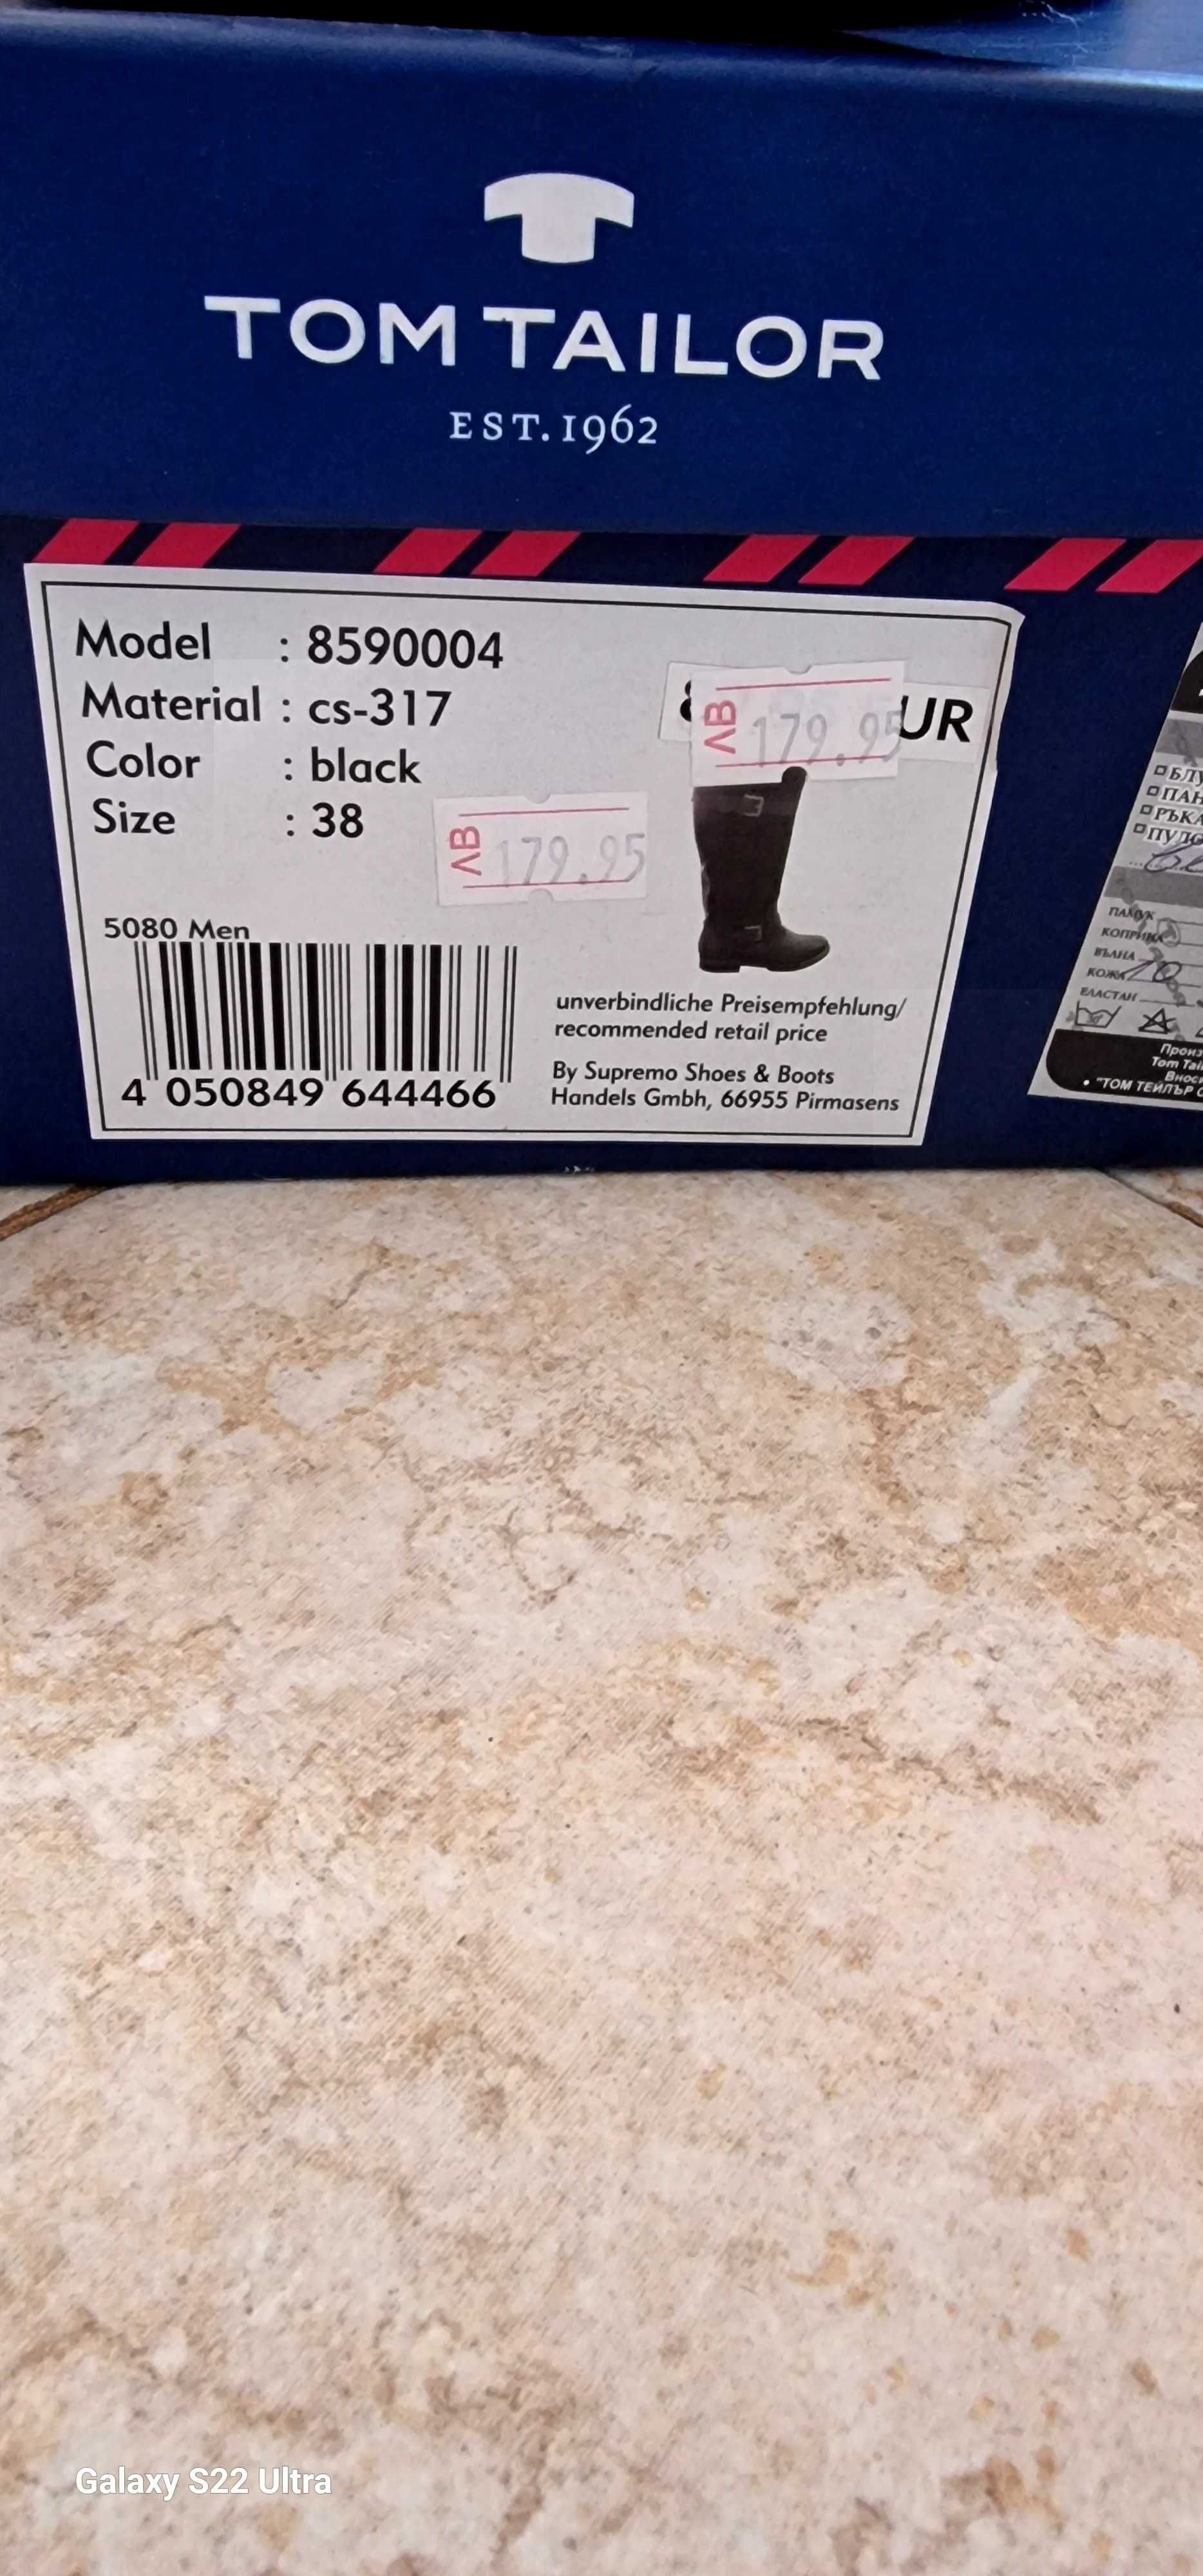 TOM TAILOR
EST.1962
Model : 8590004
Material : cs-317
Color : black
Size : 38
ЛВ 179.95
UR
ЛВ 179.95
5080 Men
4 050849 644466
unverbindliche Preisempfehlung/
recommended retail price
By Supremo Shoes & Boots
Handels Gmbh, 66955 Pirmasens
ПАМУК
КОПРИНА
ВЪЛНА
КОЖА
ЕЛАСТАН
Tom Tai
• "ТОМ ТЕЙЛЪР
Galaxy S22 Ultra